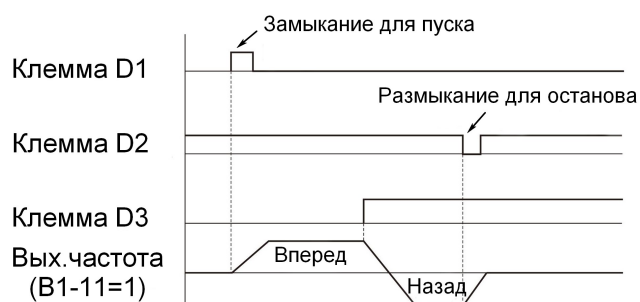 Замыкание для пуска
Клемма D1
Размыкание для останова
Клемма D2
Клемма D3
Вых.частота
(B1-11=1)
Вперед
Назад